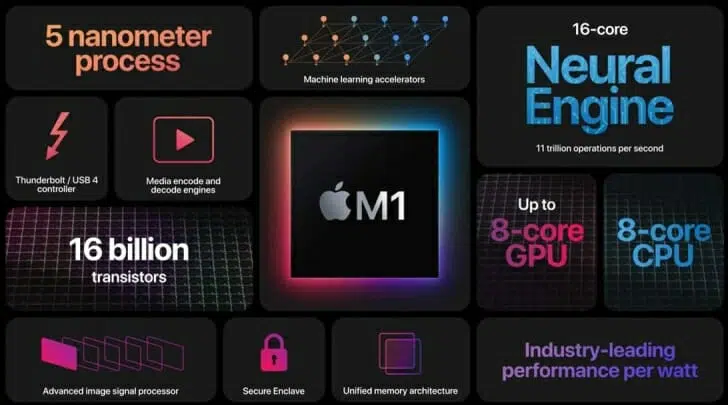 5 nanometer
process
Machine learning accelerators
16-core
Neural
Engine
11 trillion operations per second
Thunderbolt / USB 4
controller
Media encode and
decode engines
M1
Up to
8-core
GPU
8-core
CPU
16 billion
transistors
Advanced image signal processor
Secure Enclave
Unified memory architecture
Industry-leading
performance per watt